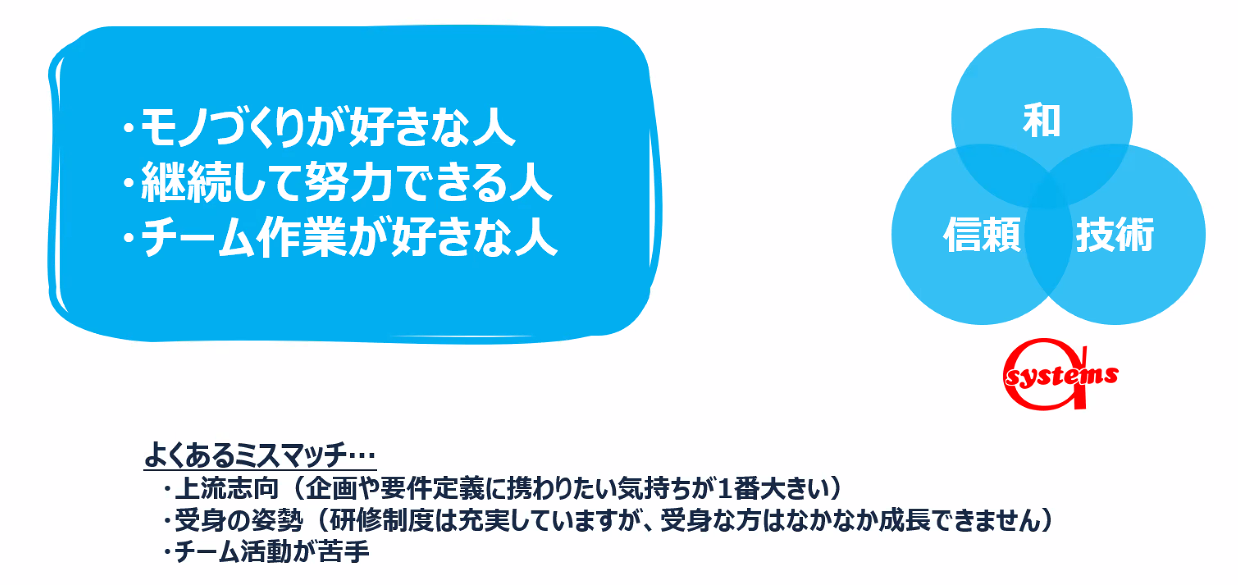 ・モノづくりが好きな人
・継続して努力できる人
・チーム作業が好きな人
和
信頼
技術
systems
よくあるミスマッチ…
・上流志向（企画や要件定義に携わりたい気持ちが1番大きい）
・受身の姿勢（研修制度は充実していますが、受身な方はなかなか成長できません）
・チーム活動が苦手